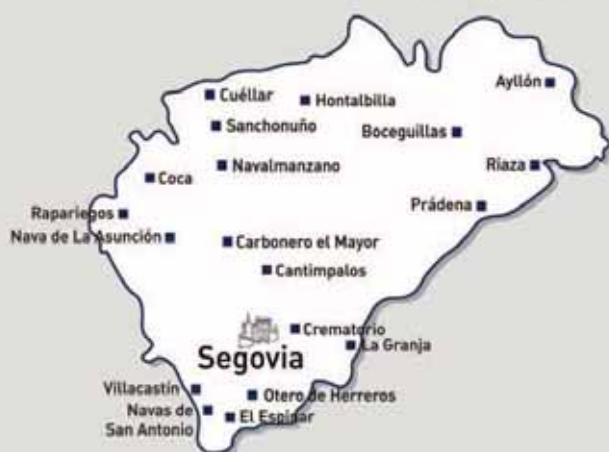 Cuéllar
Hontalbilla
Ayllón
Sanchonuño
Boceguillas
Navalmanzano
Riaza
Coca
Rapariegos
Prádena
Nava de La Asunción
Carbonero el Mayor
Cantimpalos
Crematorio
La Granja
Segovia
Villacastín
Otero de Herreros
Navas de
San Antonio
El Espinar